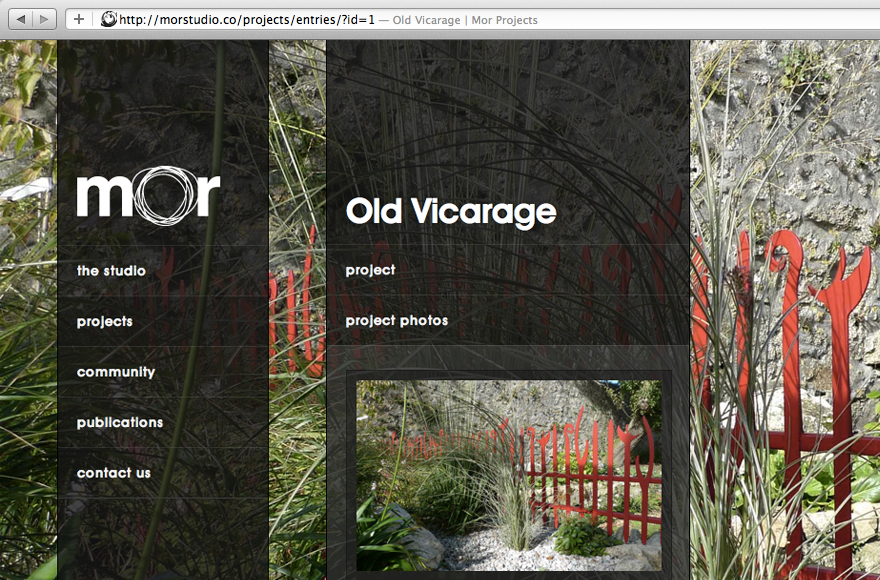 http://morstudio.co/projects/entries/?id=1 — Old Vicarage | Mor Projects
mor
the studio
projects
community
publications
contact us
Old Vicarage
project
project photos